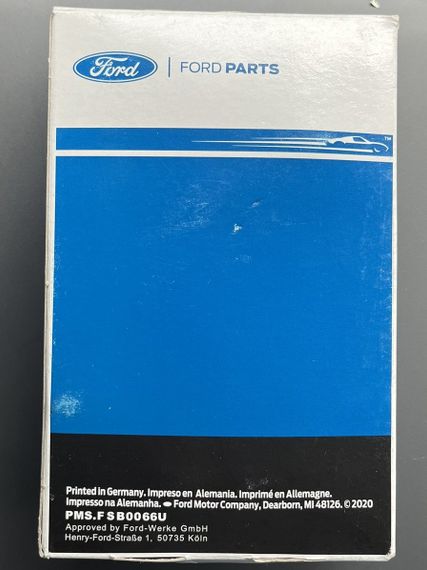 Ford | FORD PARTS
TM
Printed in Germany. Impreso en Alemania. Imprimé en Allemagne.
Impresso na Alemanha. Ford Motor Company, Dearborn, MI 48126. © 2020
PMS.FSB0066U
Approved by Ford-Werke GmbH
Henry-Ford-Straße 1, 50735 Köln